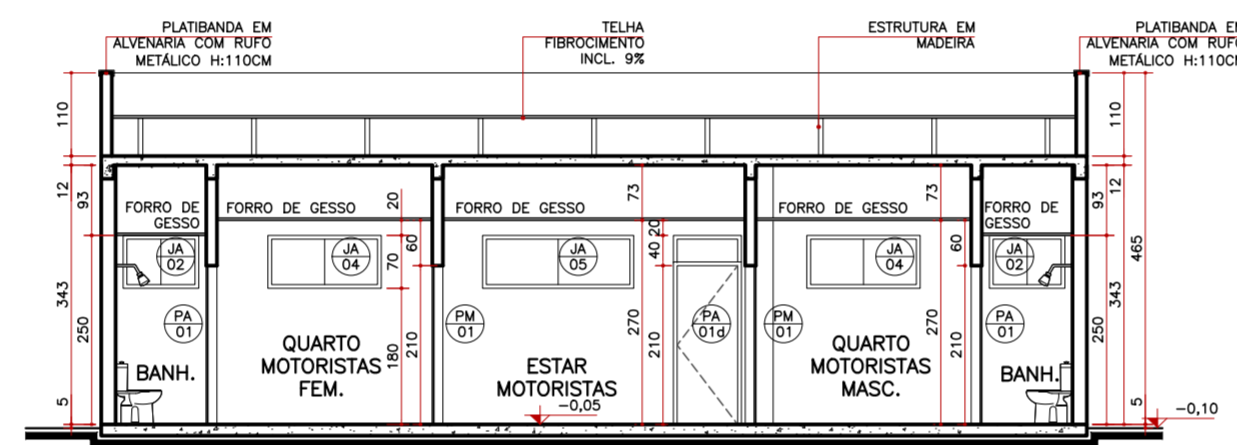 PLATIBANDA EM
ALVENARIA COM RUFO
METÁLICO H:110CM
TELHA
FIBROCIMENTO
INCL. 9%
ESTRUTURA EM
MADEIRA
PLATIBANDA EM
ALVENARIA COM RUFO
METÁLICO H:110CM
110
12
343
5
93
250
FORRO DE
GESSO
JA
02
PA
01
BANH.
FORRO DE GESSO
20
60
70
180
210
JA
04
QUARTO
MOTORISTAS
FEM.
FORRO DE GESSO
PM
01
JA
05
ESTAR
MOTORISTAS
-0,05
73
20
40
270
210
PA
01d
FORRO DE GESSO
PM
01
JA
04
QUARTO
MOTORISTAS
MASC.
73
60
270
210
FORRO DE
GESSO
JA
02
PA
01
BANH.
93
250
110
12
343
5
465
-0,10